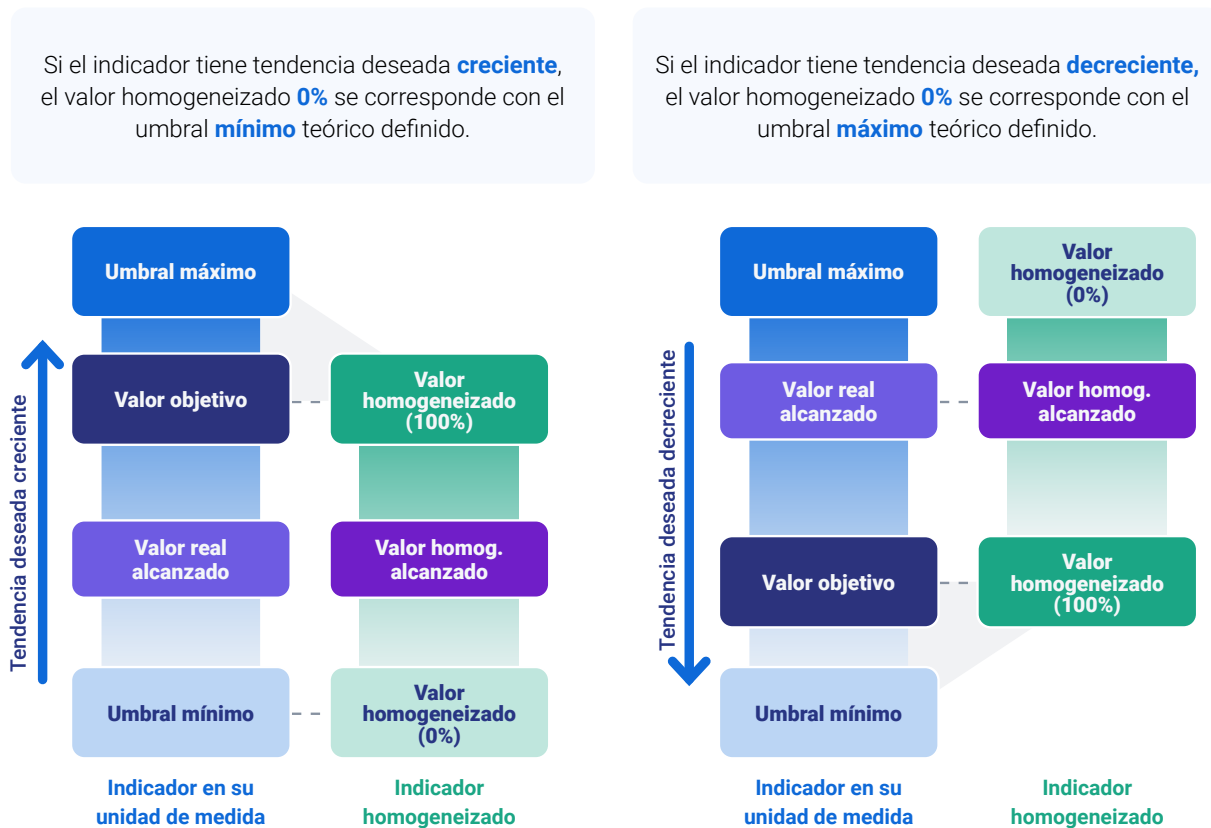 Si el indicador tiene tendencia deseada creciente,
el valor homogeneizado 0% se corresponde con el
umbral mínimo teórico definido.
Si el indicador tiene tendencia deseada decreciente,
el valor homogeneizado 0% se corresponde con el
umbral máximo teórico definido.
Tendencia deseada creciente
Umbral máximo
Valor objetivo
Valor
homogeneizado
(100%)
Valor real
alcanzado
Valor homog.
alcanzado
Umbral mínimo
Valor
homogeneizado
(0%)
Indicador en su
unidad de medida
Indicador
homogeneizado
Tendencia deseada decreciente
Umbral máximo
Valor
homogeneizado
(0%)
Valor real
alcanzado
Valor homog.
alcanzado
Valor objetivo
Valor
homogeneizado
(100%)
Umbral mínimo
Indicador en su
unidad de medida
Indicador
homogeneizado